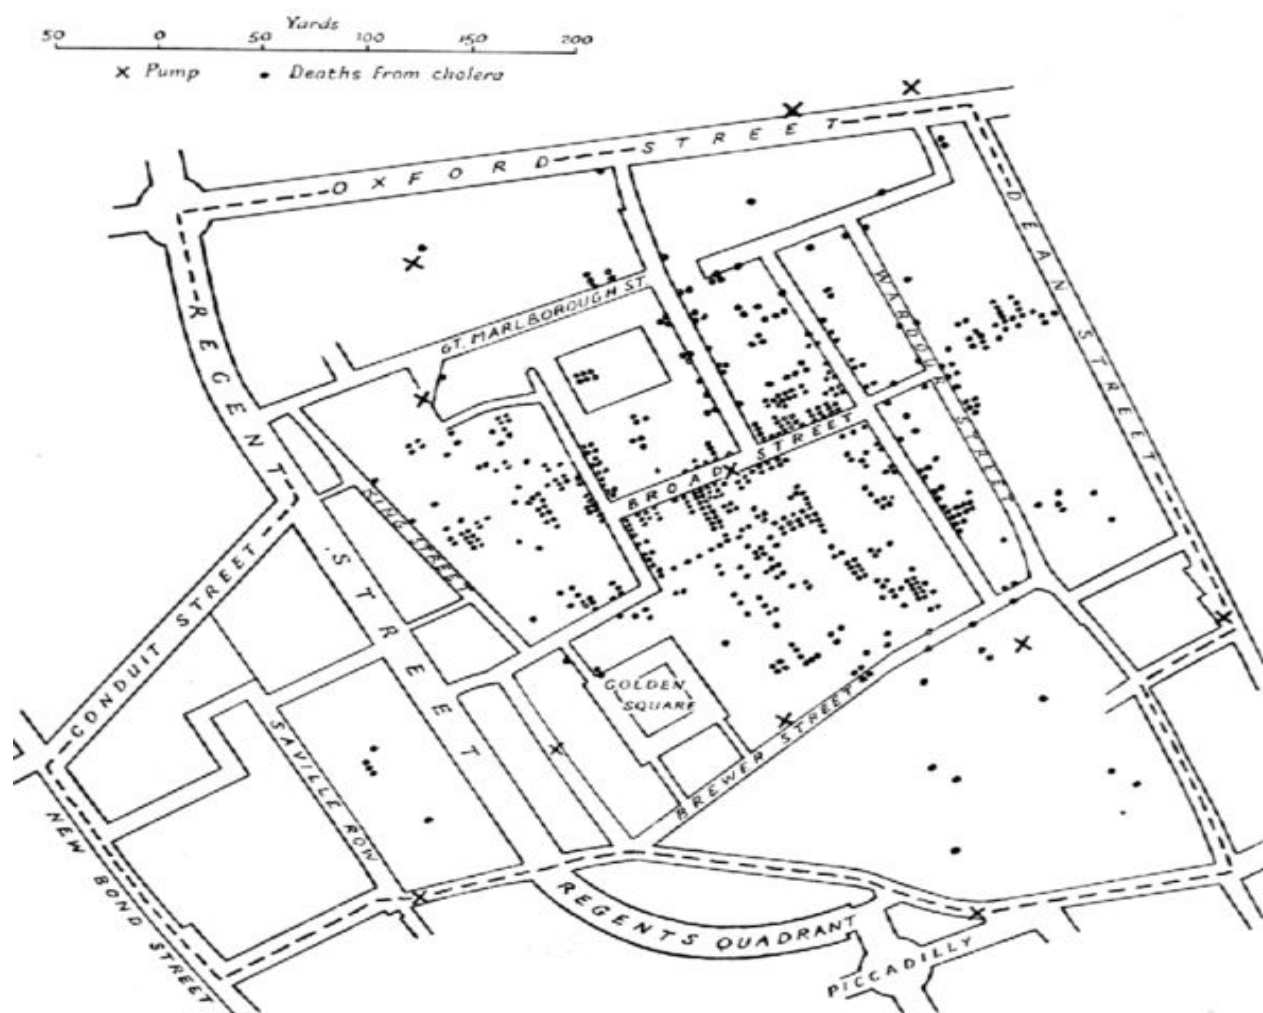 Yards
50 0 50 100 150 200
× Pump • Deaths from cholera
OXFORD STREET
DEAN STREET
REGENT STREET
GT. MARLBOROUGH ST.
WARDOUR STREET
BROAD STREET
KING STREET
CONDUIT STREET
GOLDEN
SQUARE
SAVILLE ROW
BREWER STREET
NEW BOND STREET
REGENTS QUADRANT
PICCADILLY